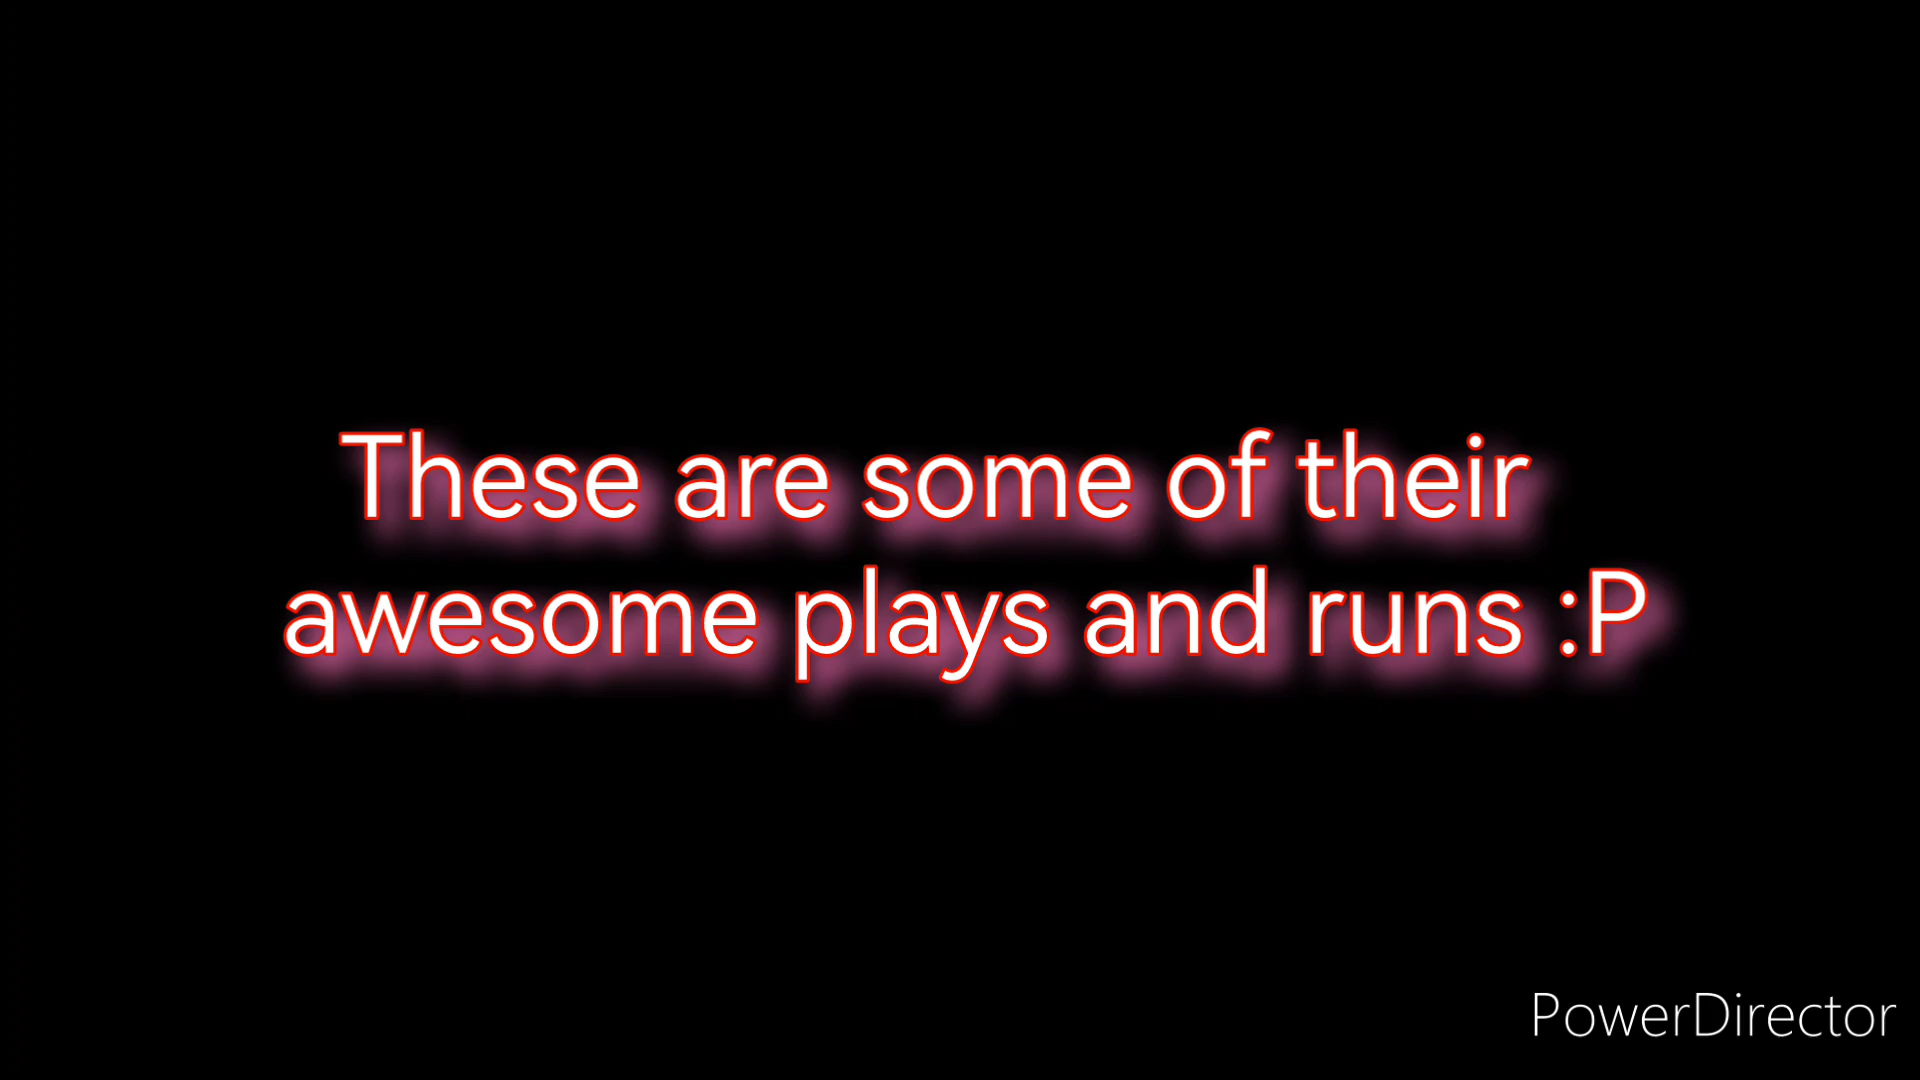 These are some of their
awesome plays and runs :P
PowerDirector